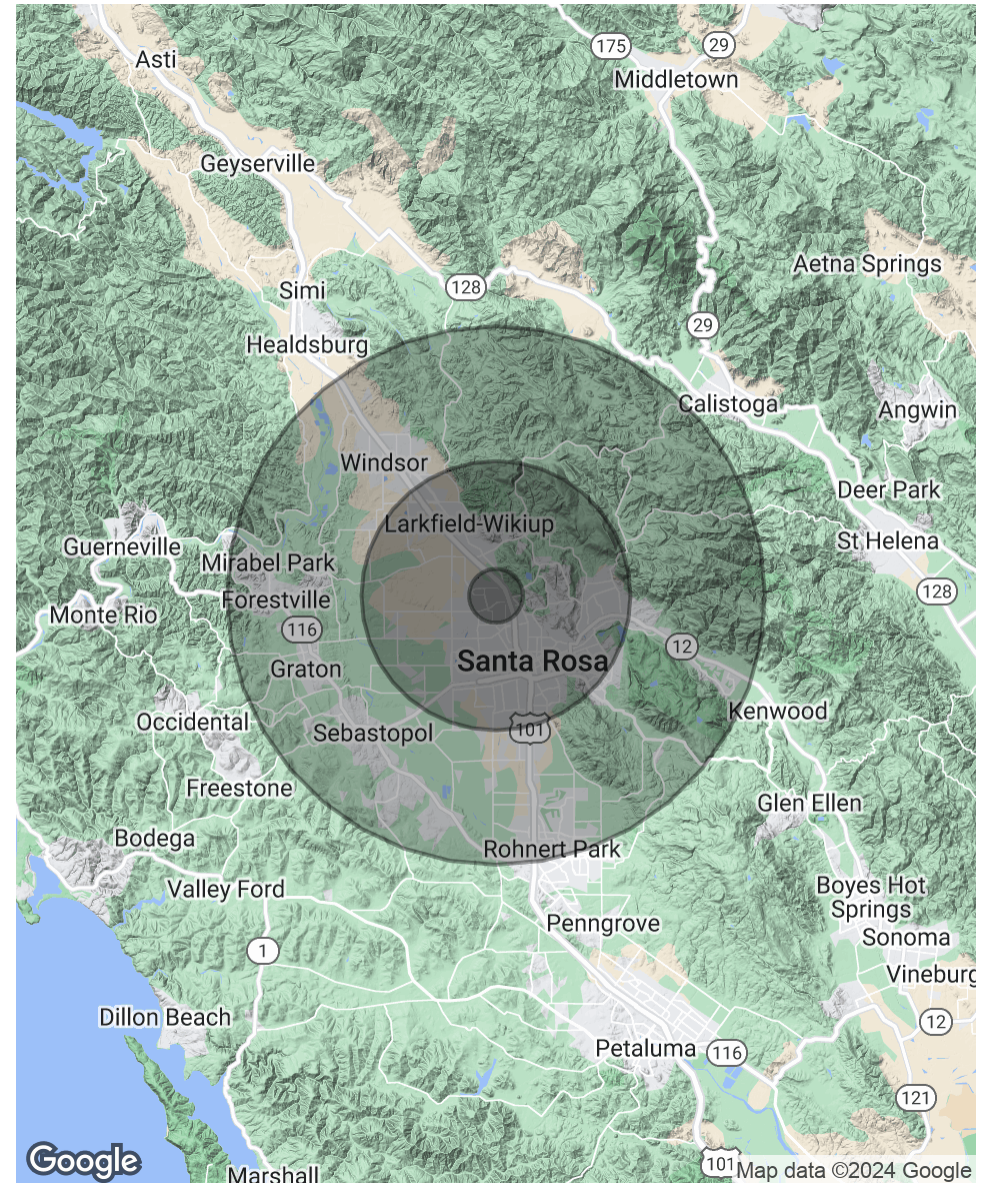 175
29
Asti
Middletown
Geyserville
Aetna Springs
Simi
128
29
Healdsburg
Calistoga
Angwin
Windsor
Deer Park
Larkfield-Wikiup
St Helena
Guerneville
Mirabel Park
128
Forestville
Monte Rio
116
12
Santa Rosa
Graton
Kenwood
Occidental
Sebastopol
101
Freestone
Glen Ellen
Bodega
Rohnert Park
Valley Ford
Boyes Hot
Springs
Penngrove
Sonoma
1
Vineburg
Dillon Beach
12
Petaluma
116
121
Google
Marshall
101
Map data ©2024 Google